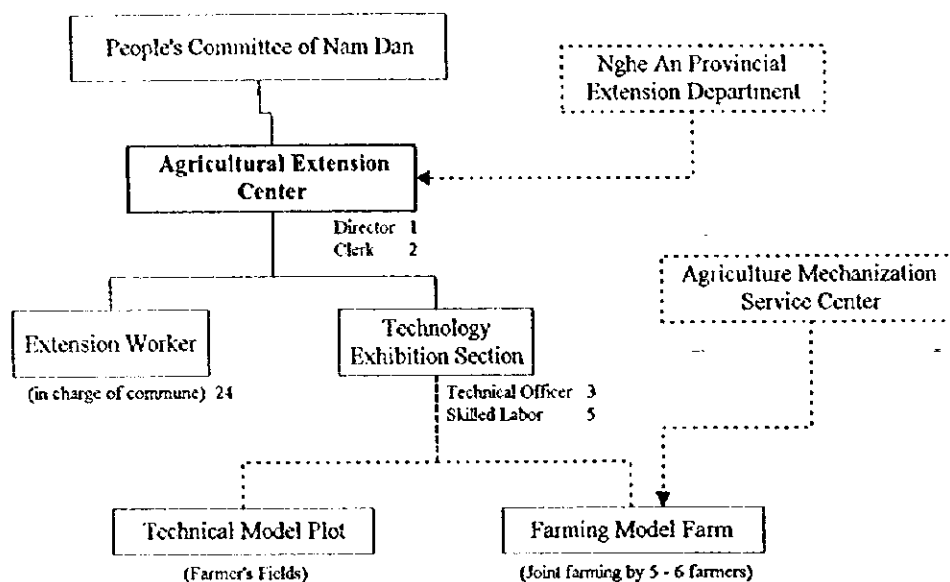 People's Committee of Nam Dan
Nghe An Provincial
Extension Department
Agricultural Extension
Center
Director 1
Clerk 2
Agriculture Mechanization
Service Center
Extension Worker
(in charge of commune) 24
Technology
Exhibition Section
Technical Officer 3
Skilled Labor 5
Technical Model Plot
(Farmer's Fields)
Farming Model Farm
(Joint farming by 5 - 6 farmers)